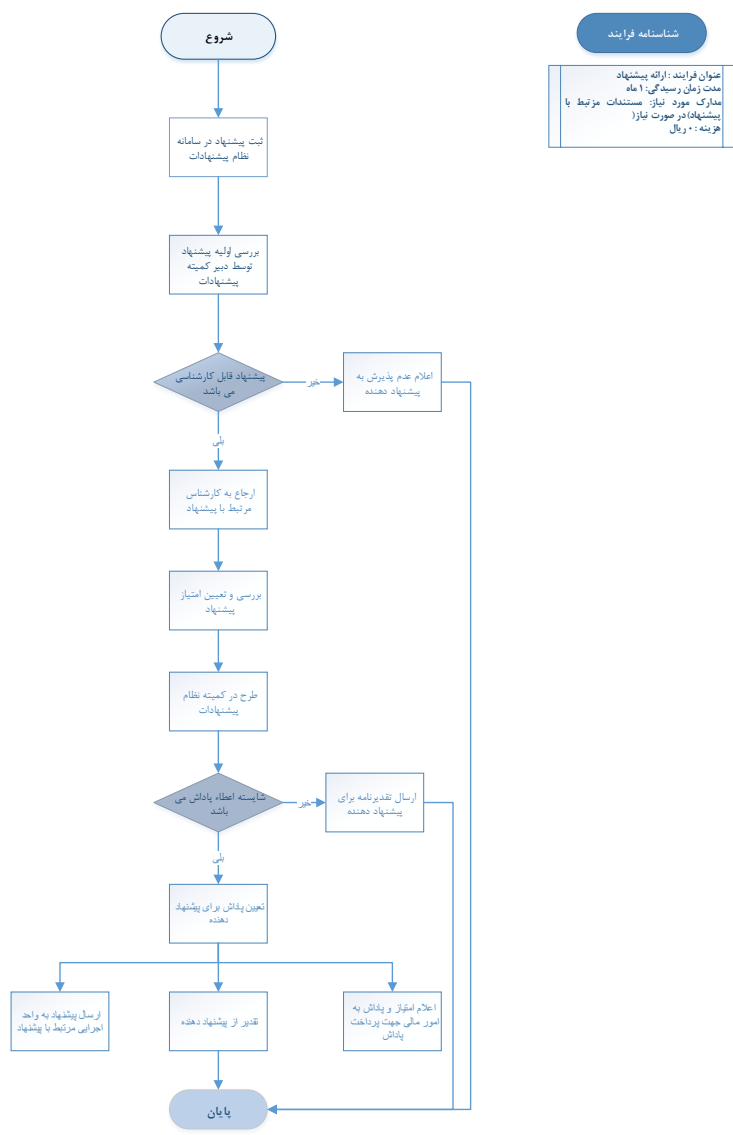 شناسنامه فرایند
عنوان فرایند : ارائه پیشنهاد
مدت زمان رسیدگی: ۱ ماه
مدارک مورد نیاز: مستندات مرتبط با
پیشنهاد)در صورت نیاز(
هزینه : ۰ ریال
شروع
ثبت پیشنهاد در سامانه
نظام پیشنهادات
بررسی اولیه پیشنهاد
توسط دبیر کمیته
پیشنهادات
پیشنهاد قابل کارشناسی
می باشد
خیر
اعلام عدم پذیرش به
پیشنهاد دهنده
بلی
ارجاع به کارشناس
مرتبط با پیشنهاد
بررسی و تعیین امتیاز
پیشنهاد
طرح در کمیته نظام
پیشنهادات
شایسته اعطاء پاداش می
باشد
خیر
ارسال تقدیرنامه برای
پیشنهاد دهنده
بلی
تعیین پاداش برای پیشنهاد
دهنده
اعلام امتیاز و پاداش به
امور مالی جهت پرداخت
پاداش
تقدیر از پیشنهاد دهنده
ارسال پیشنهاد به واحد
اجرایی مرتبط با پیشنهاد
پایان